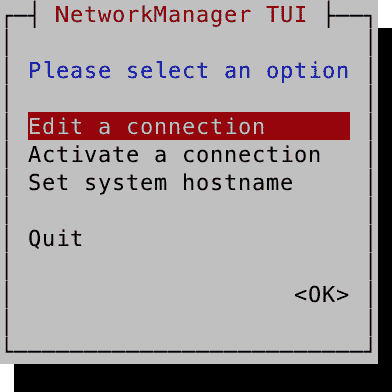 NetworkManager TUI
Please select an option
Edit a connection
Activate a connection
Set system hostname
Quit
<OK>